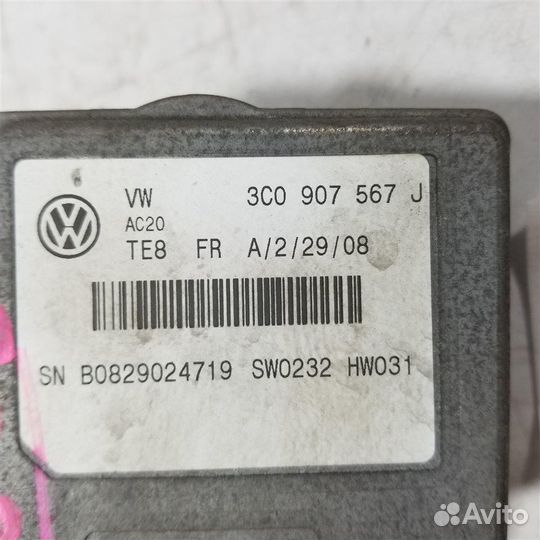 VW 3C0 907 567 J
AC20
TE8 FR A/2/29/08
SN B0829024719 SW0232 HW031
Avito